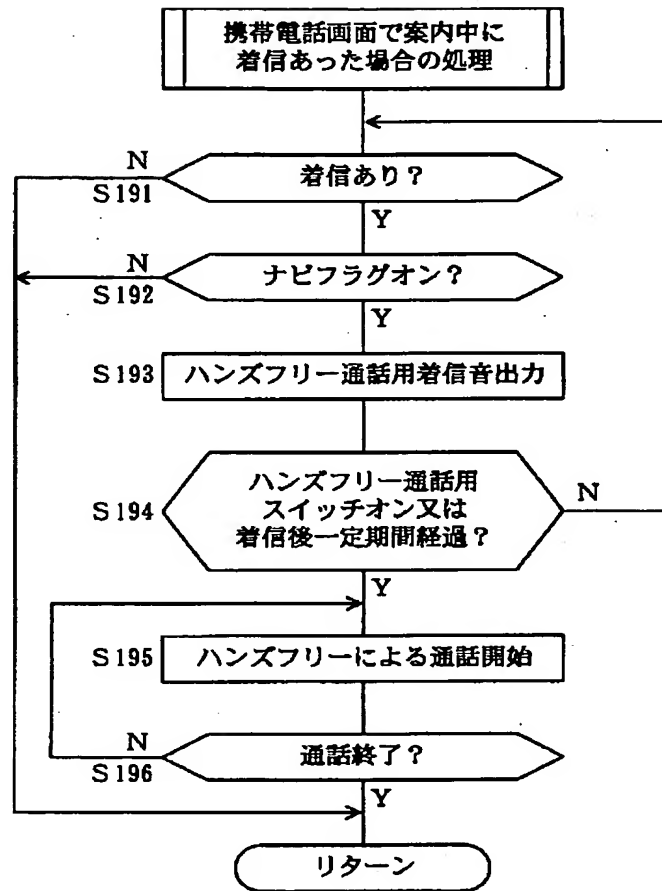 携帯電話画面で案内中に
着信あった場合の処理
N
着信あり？
S191
Y
N
ナビフラグオン？
S192
Y
S193
ハンズフリー通話用着信音出力
ハンズフリー通話用
スイッチオン又は
着信後一定期間経過？
S194
N
Y
S195
ハンズフリーによる通話開始
N
通話終了？
S196
Y
リターン